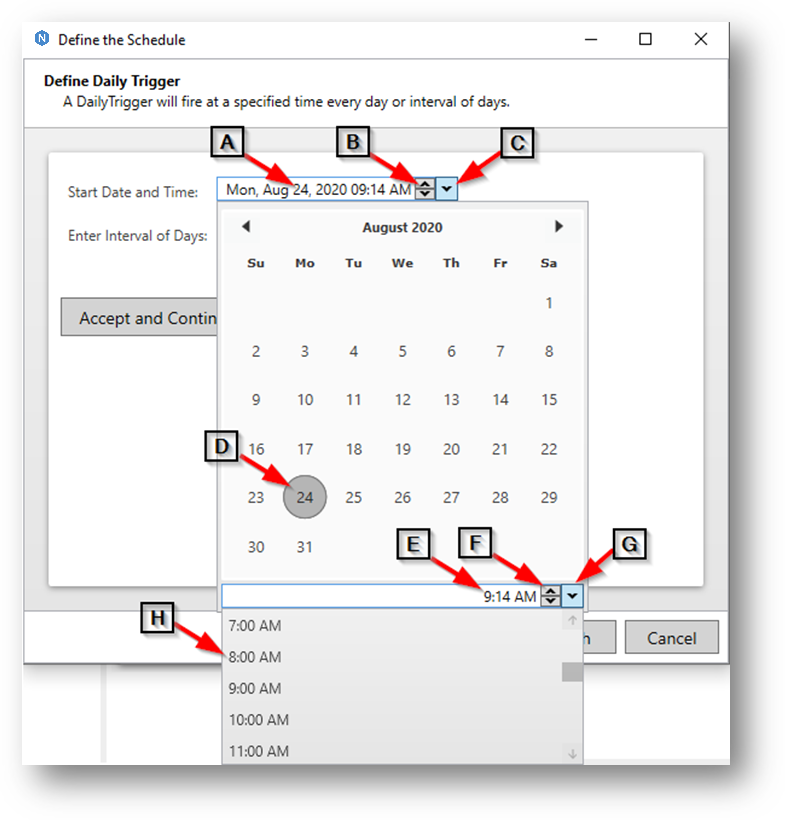 N
Define the Schedule
Define Daily Trigger
A DailyTrigger will fire at a specified time every day or interval of days.
A
B
C
Start Date and Time: Mon, Aug 24, 2020 09:14 AM
Enter Interval of Days:
August 2020
Su Mo Tu We Th Fr Sa
1
2 3 4 5 6 7 8
9 10 11 12 13 14 15
Accept and Contin
D
16 17 18 19 20 21 22
23 24 25 26 27 28 29
30 31
E
F
G
9:14 AM
H
7:00 AM
8:00 AM
9:00 AM
10:00 AM
11:00 AM
h
Cancel